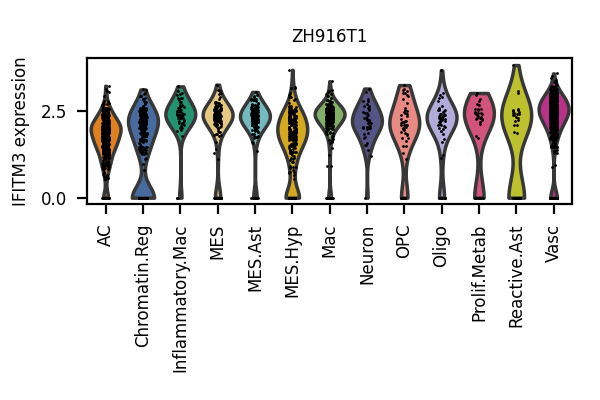 ZH916T1
IFITM3 expression
2.5
0.0
AC
Chromatin.Reg
Inflammatory.Mac
MES
MES.Ast
MES.Hyp
Mac
Neuron
OPC
Oligo
Prolif.Metab
Reactive.Ast
Vasc